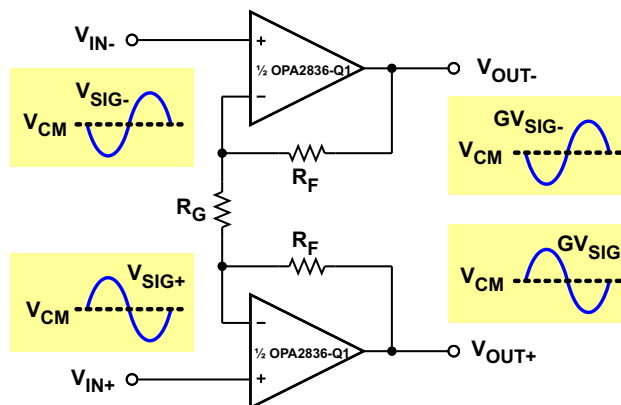 VIN-
+
½ OPA2836-Q1
−
VOUT-
VSIG-
VCM
GVSIG-
VCM
RF
RG
RF
VSIG+
VCM
GVSIG
VCM
−
½ OPA2836-Q1
+
VIN+
VOUT+